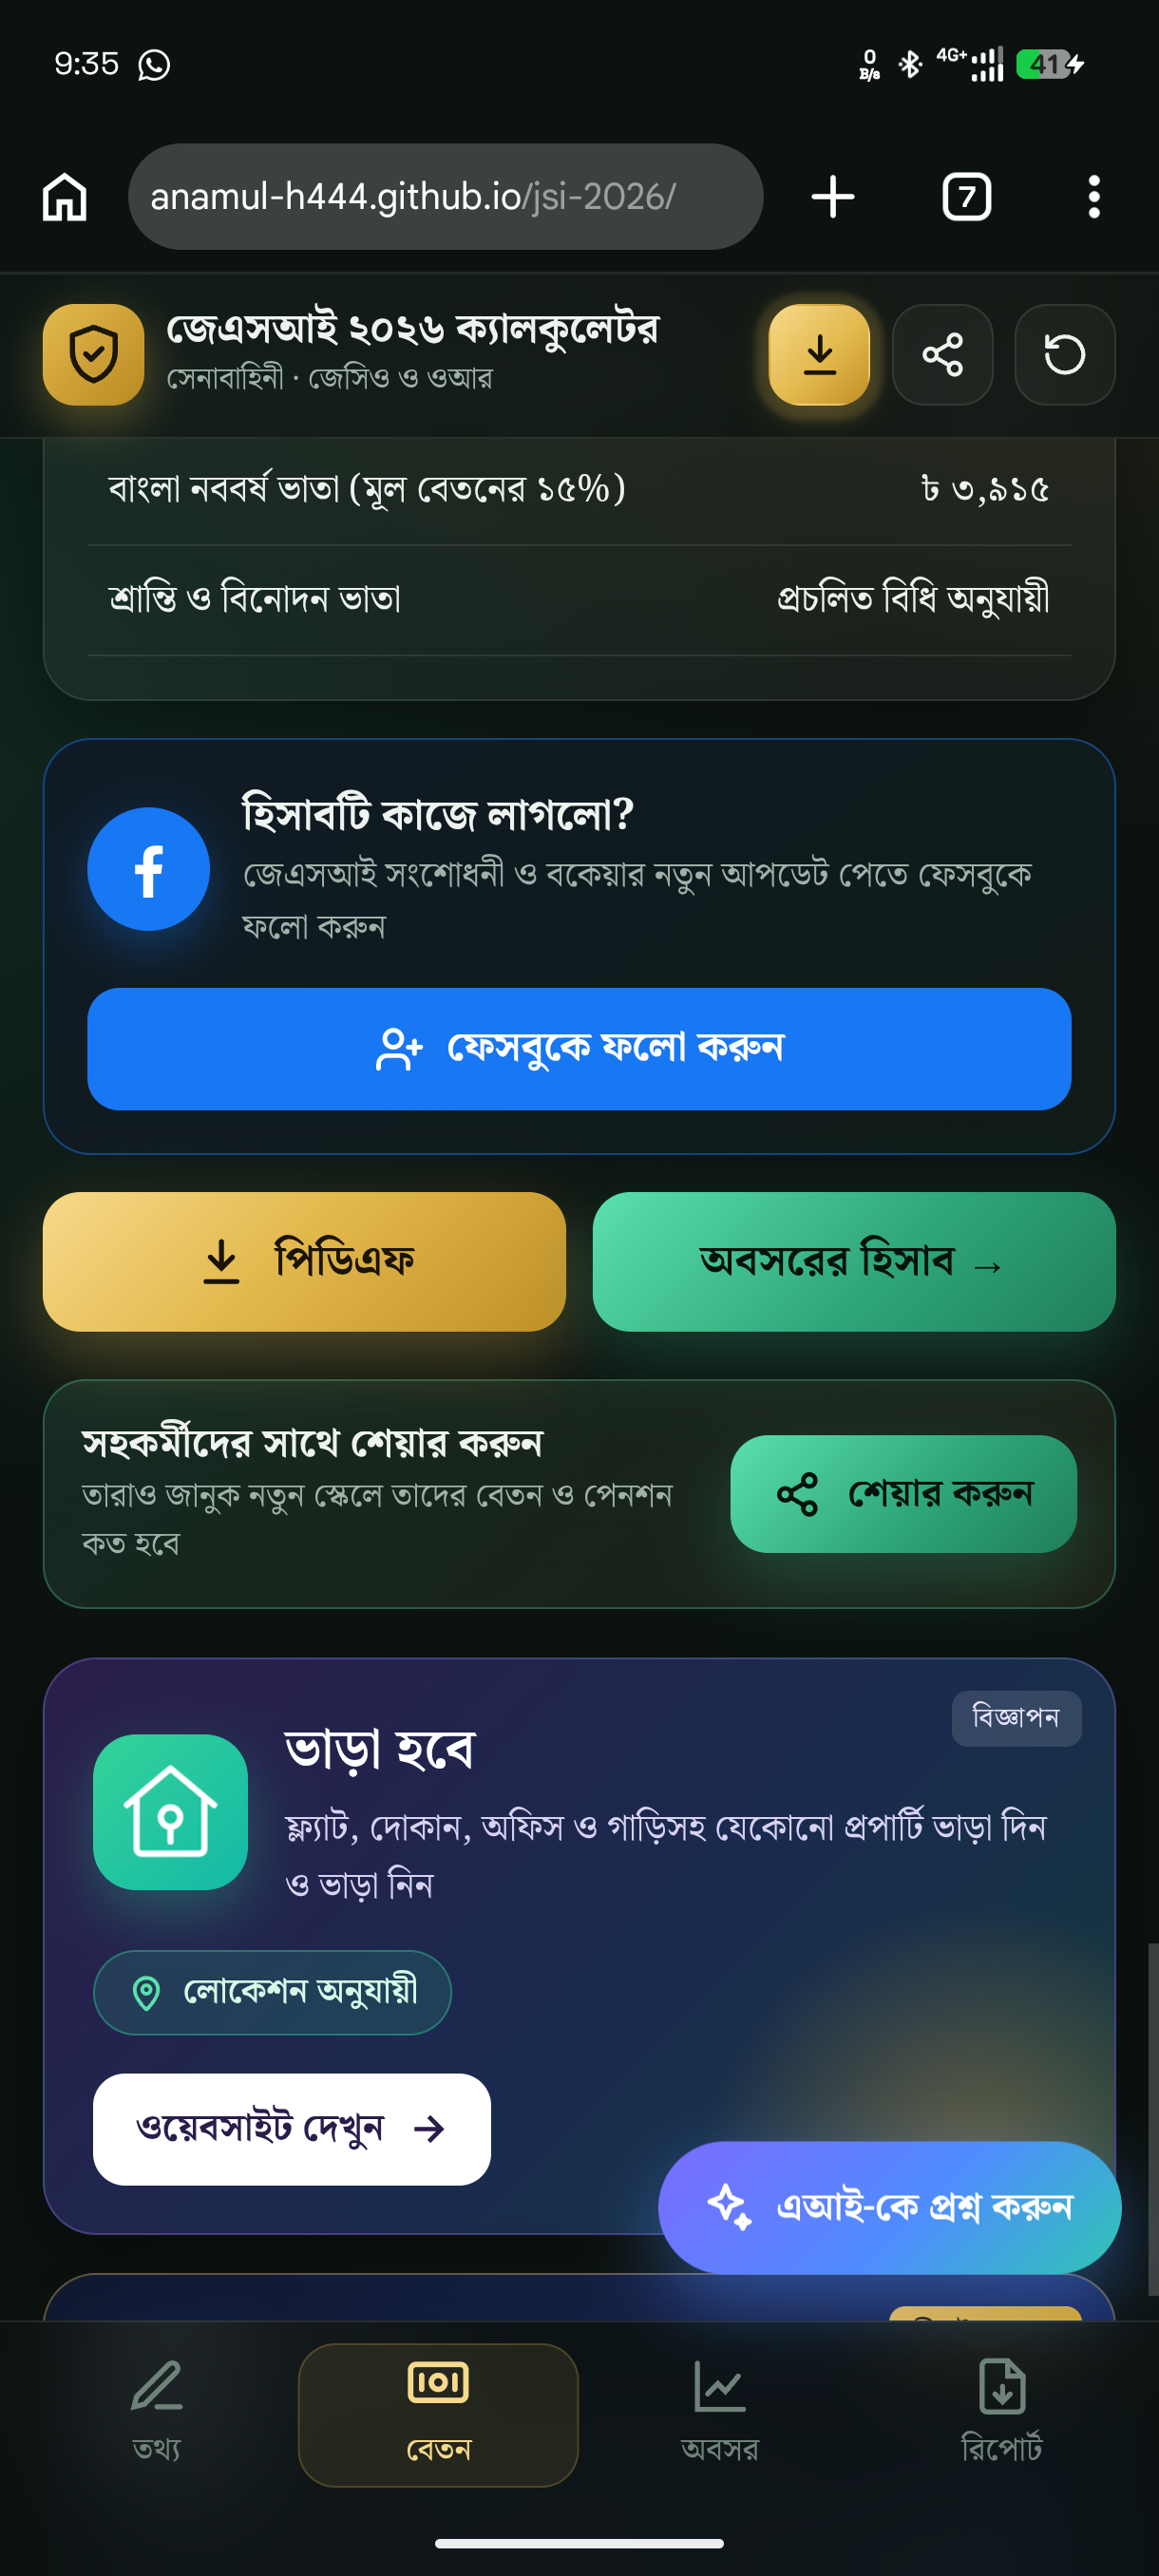 9:35
0 B/s 4G+ 41
anamul-h444.github.io/jsi-2026/
7
জেএসআই ২০২৬ ক্যালকুলেটর
সেনাবাহিনী · জেসিও ও ওআর
বাংলা নববর্ষ ভাতা (মূল বেতনের ১৫%) ৳ ৩,৯১৫
শ্রান্তি ও বিনোদন ভাতা প্রচলিত বিধি অনুযায়ী
হিসাবটি কাজে লাগলো?
জেএসআই সংশোধনী ও বকেয়ার নতুন আপডেট পেতে ফেসবুকে
ফলো করুন
ফেসবুকে ফলো করুন
পিডিএফ
অবসরের হিসাব →
সহকর্মীদের সাথে শেয়ার করুন
তারাও জানুক নতুন স্কেলে তাদের বেতন ও পেনশন
কত হবে
শেয়ার করুন
বিজ্ঞাপন
ভাড়া হবে
ফ্ল্যাট, দোকান, অফিস ও গাড়িসহ যেকোনো প্রপার্টি ভাড়া দিন
ও ভাড়া নিন
লোকেশন অনুযায়ী
ওয়েবসাইট দেখুন →
এআই-কে প্রশ্ন করুন
তথ্য
বেতন
অবসর
রিপোর্ট